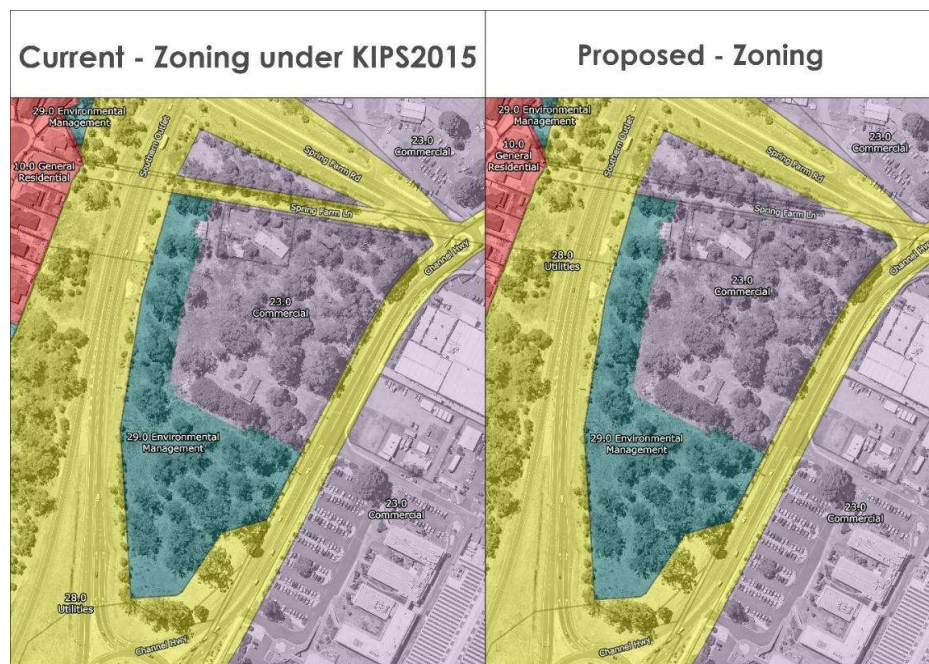 Current - Zoning under KIPS2015
Proposed - Zoning
29.0 Environmental
Management
Southern Outlet
23.0
Commercial
10.0 General
Residential
Spring Farm Rd
Spring Farm Ln
Channel Hwy
23.0
Commercial
29.0 Environmental
Management
23.0
Commercial
28.0
Utilities
Channel Hwy
29.0 Environmental
Management
Southern Outlet
23.0
Commercial
10.0
General
Residential
Spring Farm Rd
Spring Farm Ln
Channel Hwy
28.0
Utilities
23.0
Commercial
29.0 Environmental
Management
23.0
Commercial
Channel Hwy